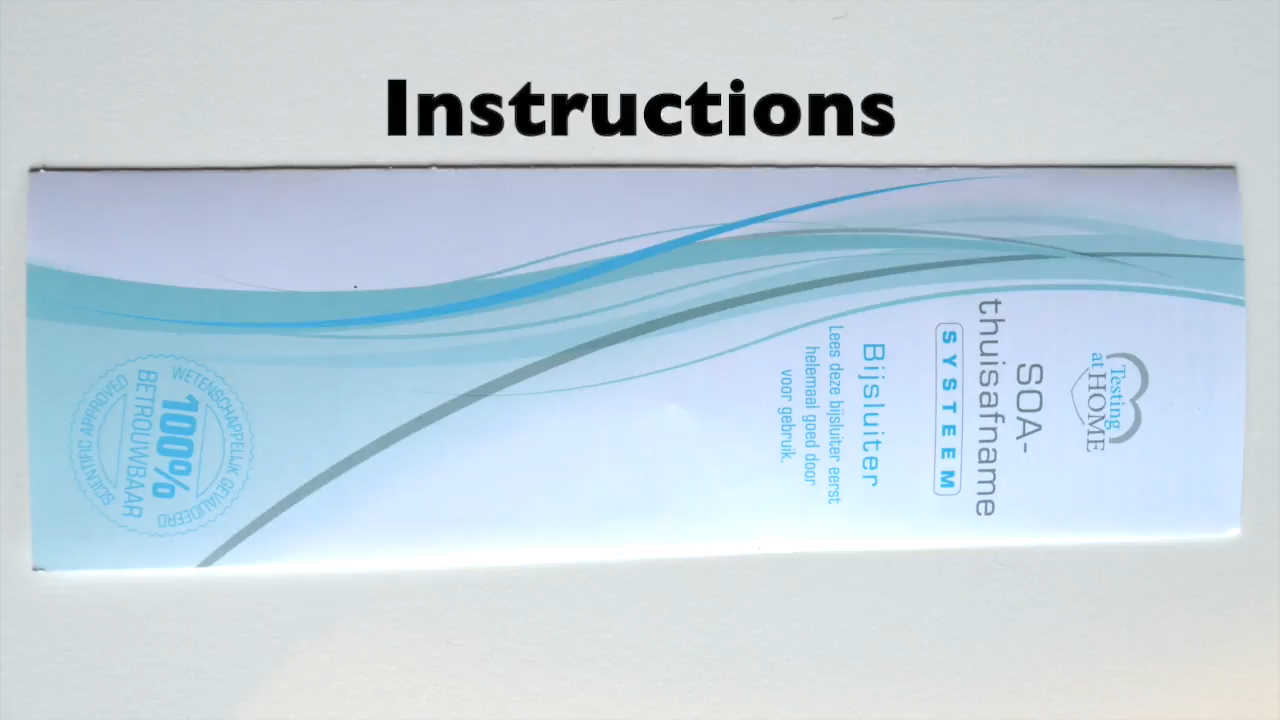 Instructions
Testing
at HOME
SOA-
thuisafname
SYSTEEM
Bijsluiter
Lees deze bijsluiter eerst
helemaal goed door
voor gebruik.
WETENSCHAPPELIJK GEVALIDEERD
100%
BETROUWBAAR
SCIENTIFIC APPROVED